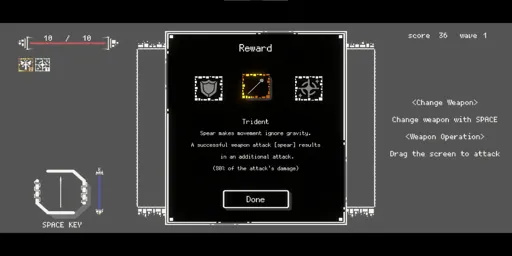 10 / 10
score 36 wave 1
Reward
Trident
Spear makes movement ignore gravity.
A successful weapon attack [spear] results
in an additional attack.
(80% of the attack's damage)
Done
<Change Weapon>
Change weapon with SPACE
<Weapon Operation>
Drag the screen to attack
SPACE KEY